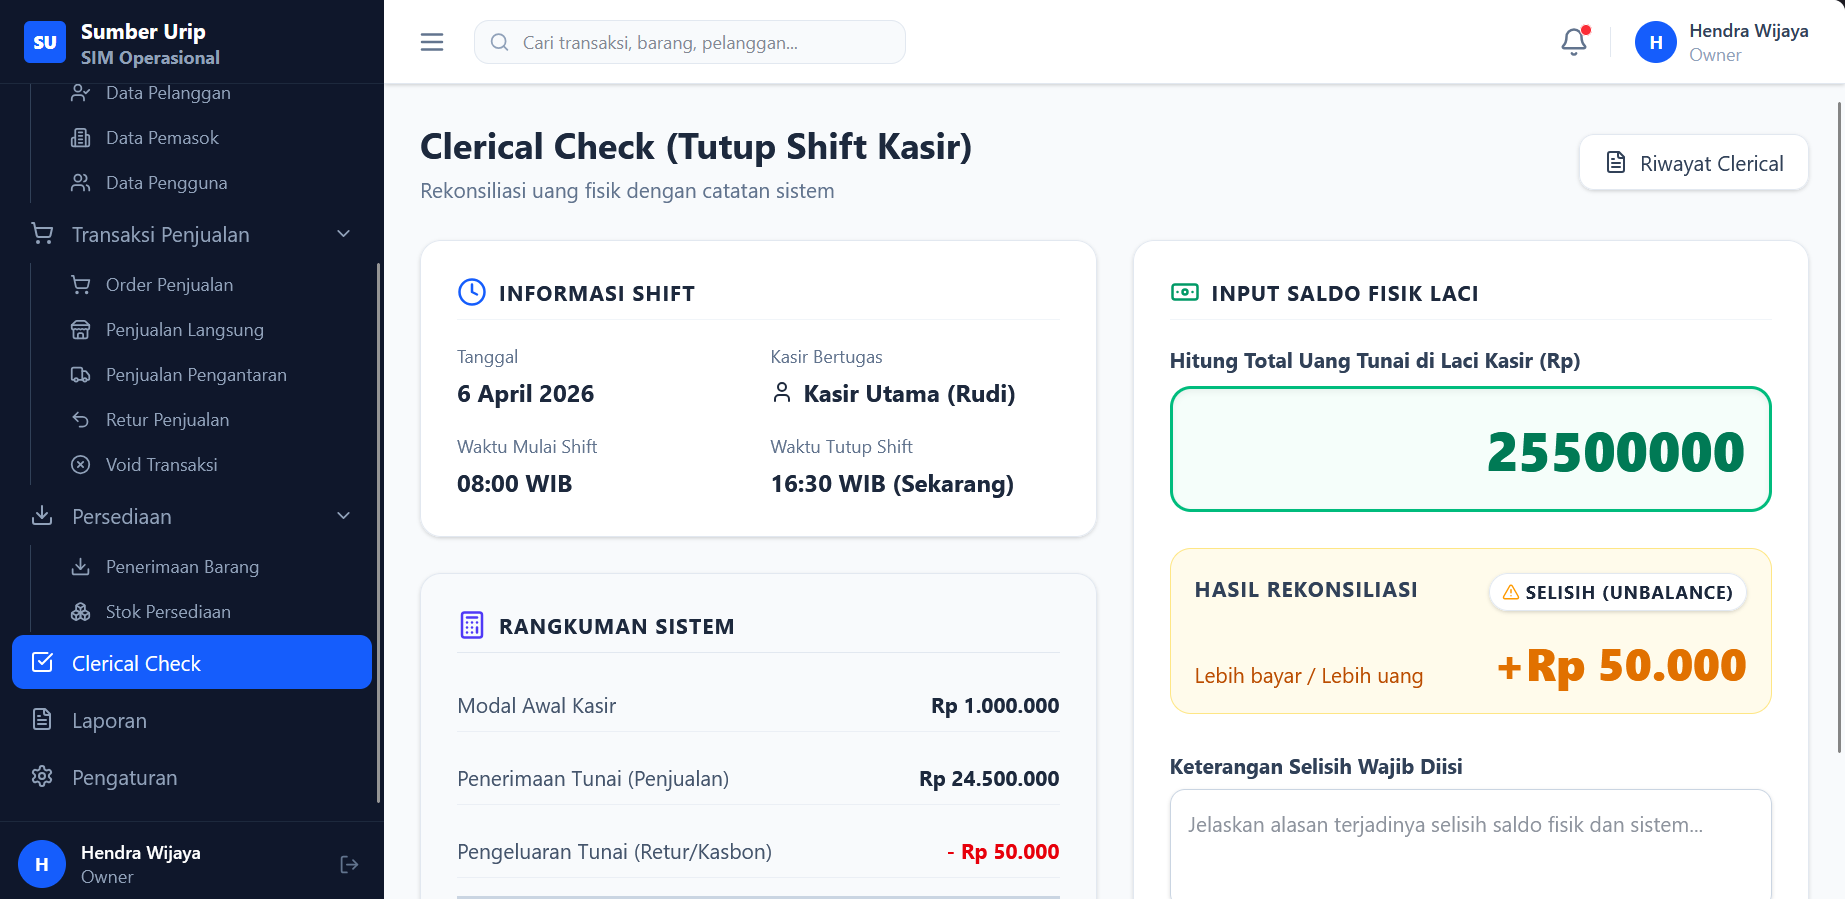 SU
Sumber Urip
SIM Operasional
Data Pelanggan
Data Pemasok
Data Pengguna
Transaksi Penjualan
Order Penjualan
Penjualan Langsung
Penjualan Pengantaran
Retur Penjualan
Void Transaksi
Persediaan
Penerimaan Barang
Stok Persediaan
Clerical Check
Laporan
Pengaturan
H
Hendra Wijaya
Owner
Cari transaksi, barang, pelanggan...
H
Hendra Wijaya
Owner
Clerical Check (Tutup Shift Kasir)
Rekonsiliasi uang fisik dengan catatan sistem
Riwayat Clerical
INFORMASI SHIFT
Tanggal
6 April 2026
Kasir Bertugas
Kasir Utama (Rudi)
Waktu Mulai Shift
08:00 WIB
Waktu Tutup Shift
16:30 WIB (Sekarang)
RANGKUMAN SISTEM
Modal Awal Kasir Rp 1.000.000
Penerimaan Tunai (Penjualan) Rp 24.500.000
Pengeluaran Tunai (Retur/Kasbon) - Rp 50.000
INPUT SALDO FISIK LACI
Hitung Total Uang Tunai di Laci Kasir (Rp)
25500000
HASIL REKONSILIASI
SELISIH (UNBALANCE)
Lebih bayar / Lebih uang
+Rp 50.000
Keterangan Selisih Wajib Diisi
Jelaskan alasan terjadinya selisih saldo fisik dan sistem...